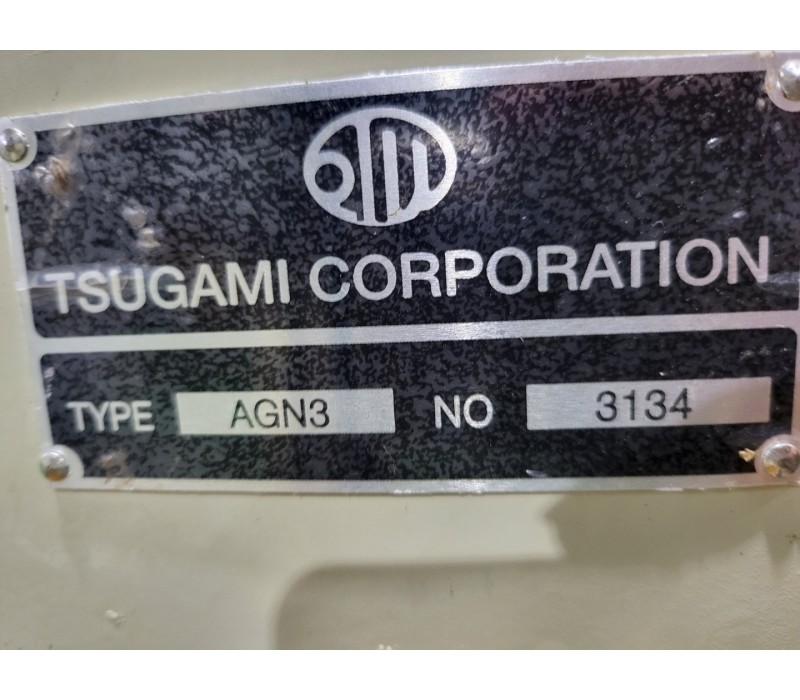 TSUGAMI CORPORATION
TYPE AGN3 NO 3134